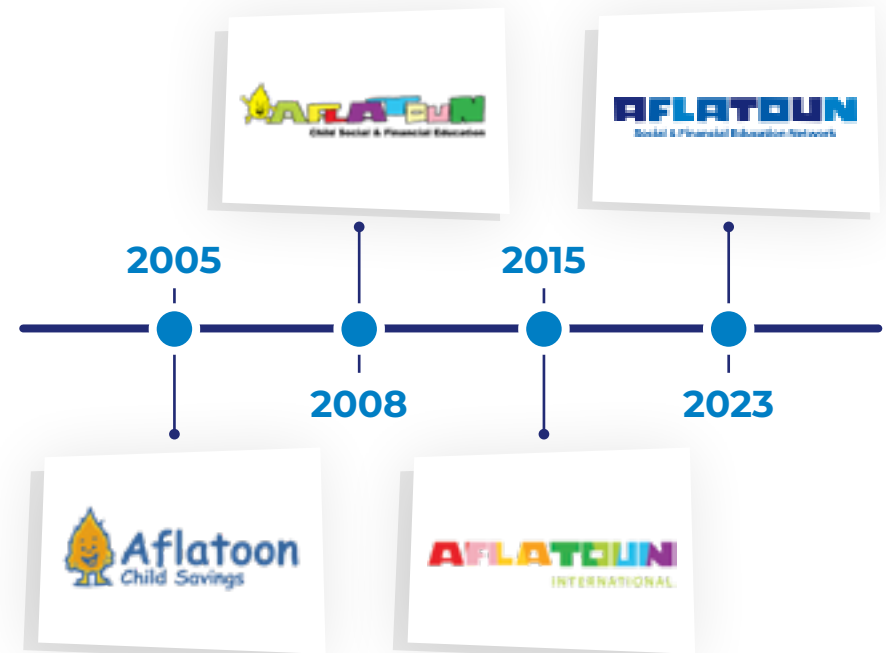 AFLATOUN
Child Social & Financial Education
AFLATOUN
Social & Financial Education Network
2005
2015
2008
2023
Aflatoon
Child Savings
AFLATOUN
INTERNATIONAL